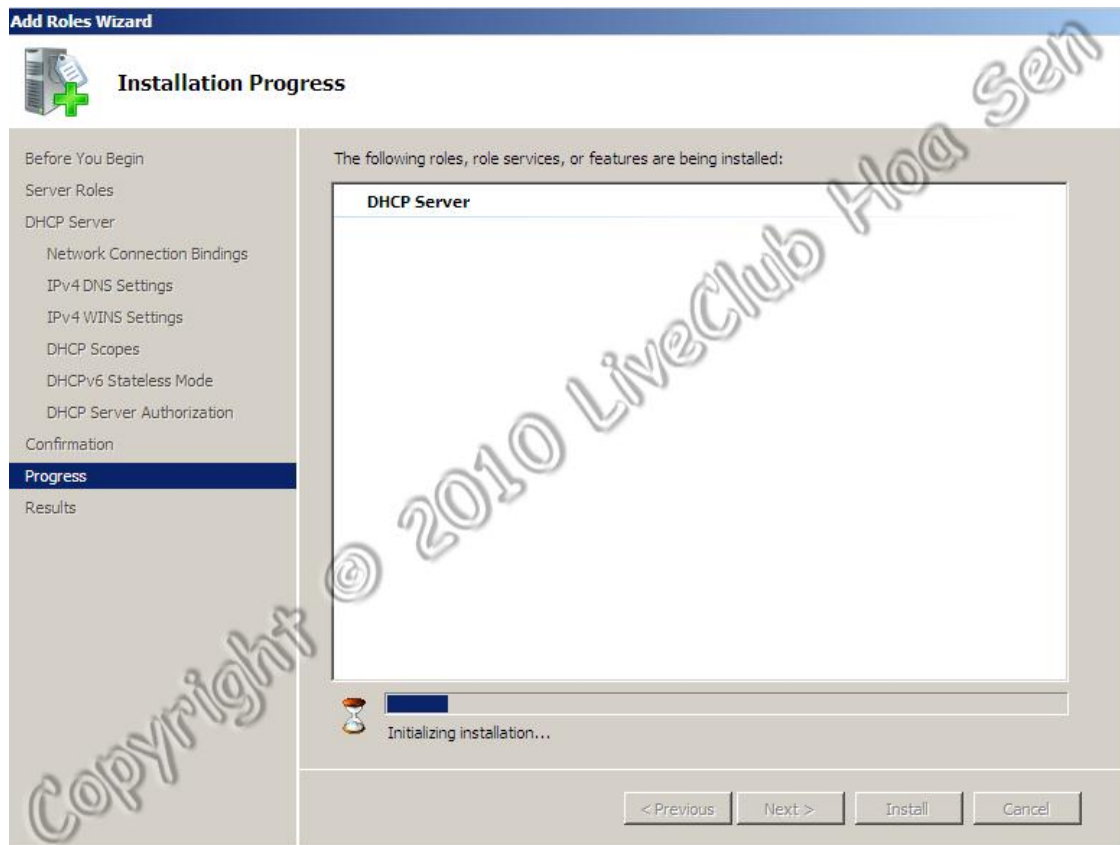 Add Roles Wizard
Installation Progress
Before You Begin
Server Roles
DHCP Server
Network Connection Bindings
IPv4 DNS Settings
IPv4 WINS Settings
DHCP Scopes
DHCPv6 Stateless Mode
DHCP Server Authorization
Confirmation
Progress
Results
The following roles, role services, or features are being installed:
DHCP Server
Initializing installation...
< Previous
Next >
Install
Cancel
Copyright © 2010 LiveClub Hoa Sen